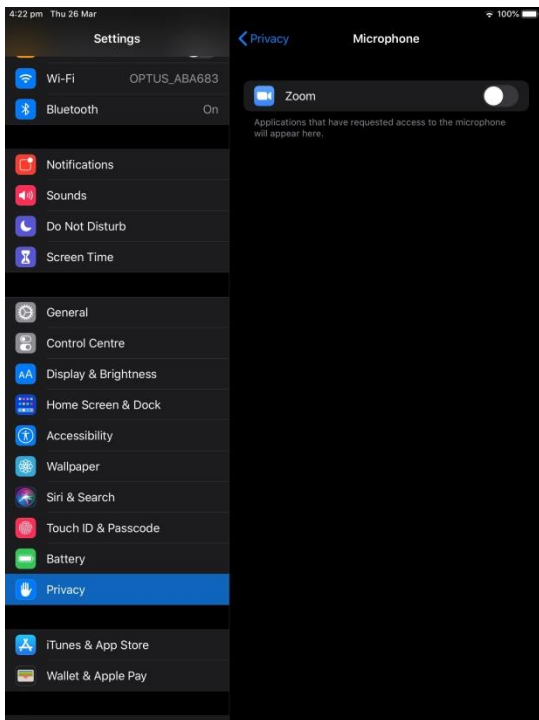 4:22 pm Thu 26 Mar
100%
Settings
Privacy
Microphone
Wi-Fi OPTUS_ABA683
Bluetooth On
Notifications
Sounds
Do Not Disturb
Screen Time
General
Control Centre
AA Display & Brightness
Home Screen & Dock
Accessibility
Wallpaper
Siri & Search
Touch ID & Passcode
Battery
Privacy
iTunes & App Store
Wallet & Apple Pay
Zoom
Applications that have requested access to the microphone
will appear here.